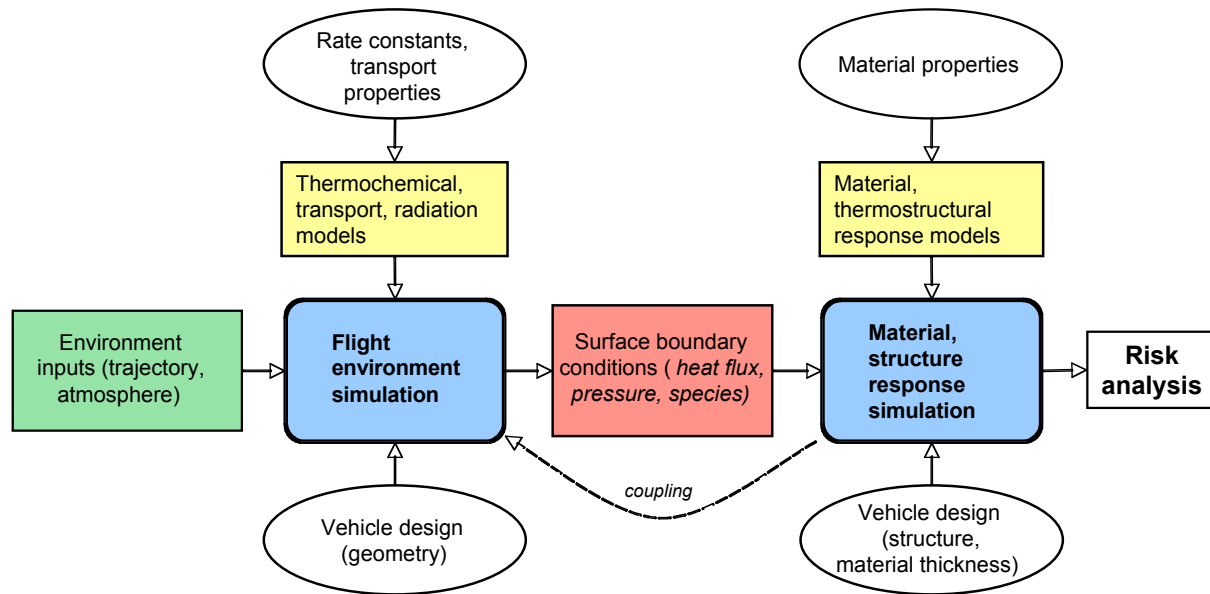 Rate constants,
transport
properties
Material properties
Thermochemical,
transport, radiation
models
Material,
thermostructural
response models
Environment
inputs (trajectory,
atmosphere)
Flight
environment
simulation
Surface boundary
conditions ( heat flux,
pressure, species)
Material,
structure
response
simulation
Risk
analysis
coupling
Vehicle design
(geometry)
Vehicle design
(structure,
material thickness)